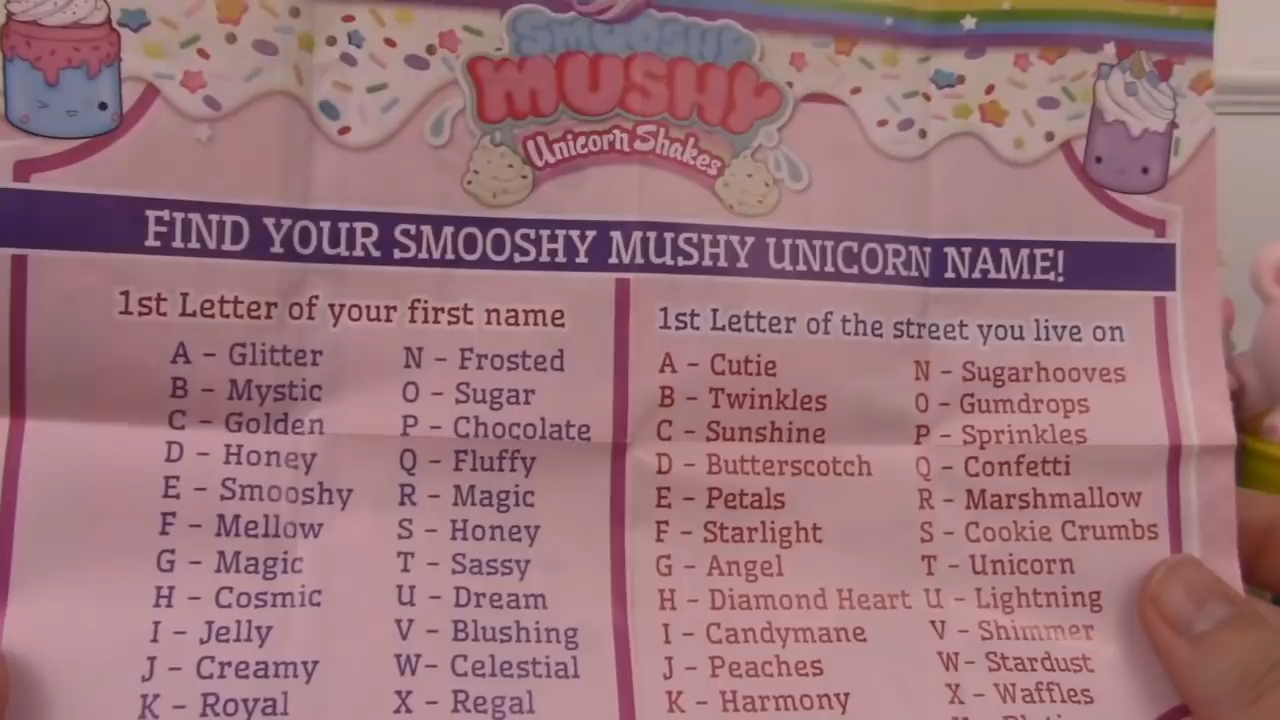 SMOOSHY
MUSHY
Unicorn Shakes
FIND YOUR SMOOSHY MUSHY UNICORN NAME!
1st Letter of your first name
A - Glitter
B - Mystic
C - Golden
D - Honey
E - Smooshy
F - Mellow
G - Magic
H - Cosmic
I - Jelly
J - Creamy
K - Royal
N - Frosted
O - Sugar
P - Chocolate
Q - Fluffy
R - Magic
S - Honey
T - Sassy
U - Dream
V - Blushing
W- Celestial
X - Regal
1st Letter of the street you live on
A - Cutie
B - Twinkles
C - Sunshine
D - Butterscotch
E - Petals
F - Starlight
G - Angel
H - Diamond Heart
I - Candymane
J - Peaches
K - Harmony
N - Sugarhooves
O - Gumdrops
P - Sprinkles
Q - Confetti
R - Marshmallow
S - Cookie Crumbs
T - Unicorn
U - Lightning
V - Shimmer
W- Stardust
X - Waffles